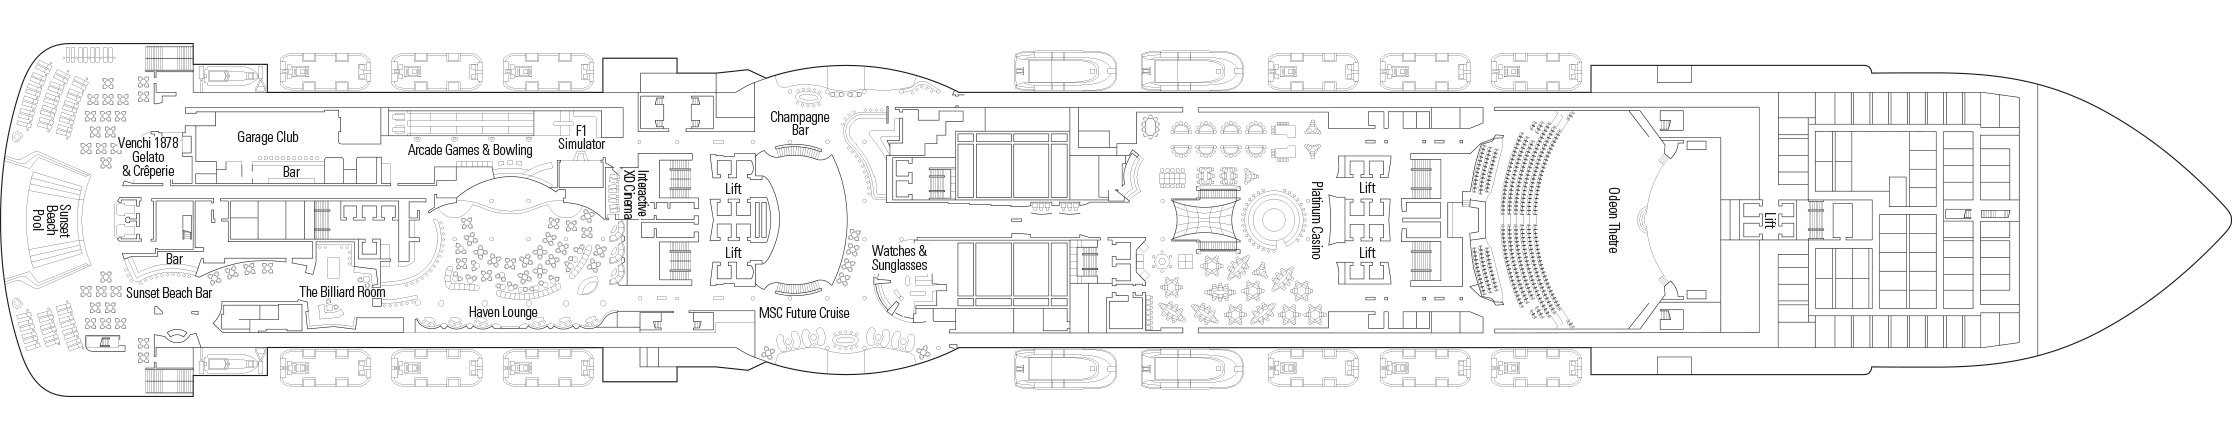 Sunset
Beach
Pool
Venchi 1878
Gelato
& Crêperie
Garage Club
Bar
Bar
Sunset Beach Bar
The Billiard Room
Arcade Games & Bowling
F1
Simulator
Haven Lounge
Interactive
XD Cinema
Lift
Lift
Champagne
Bar
MSC Future Cruise
Watches &
Sunglasses
Platinum Casino
Lift
Lift
Odeon Thetre
Lift